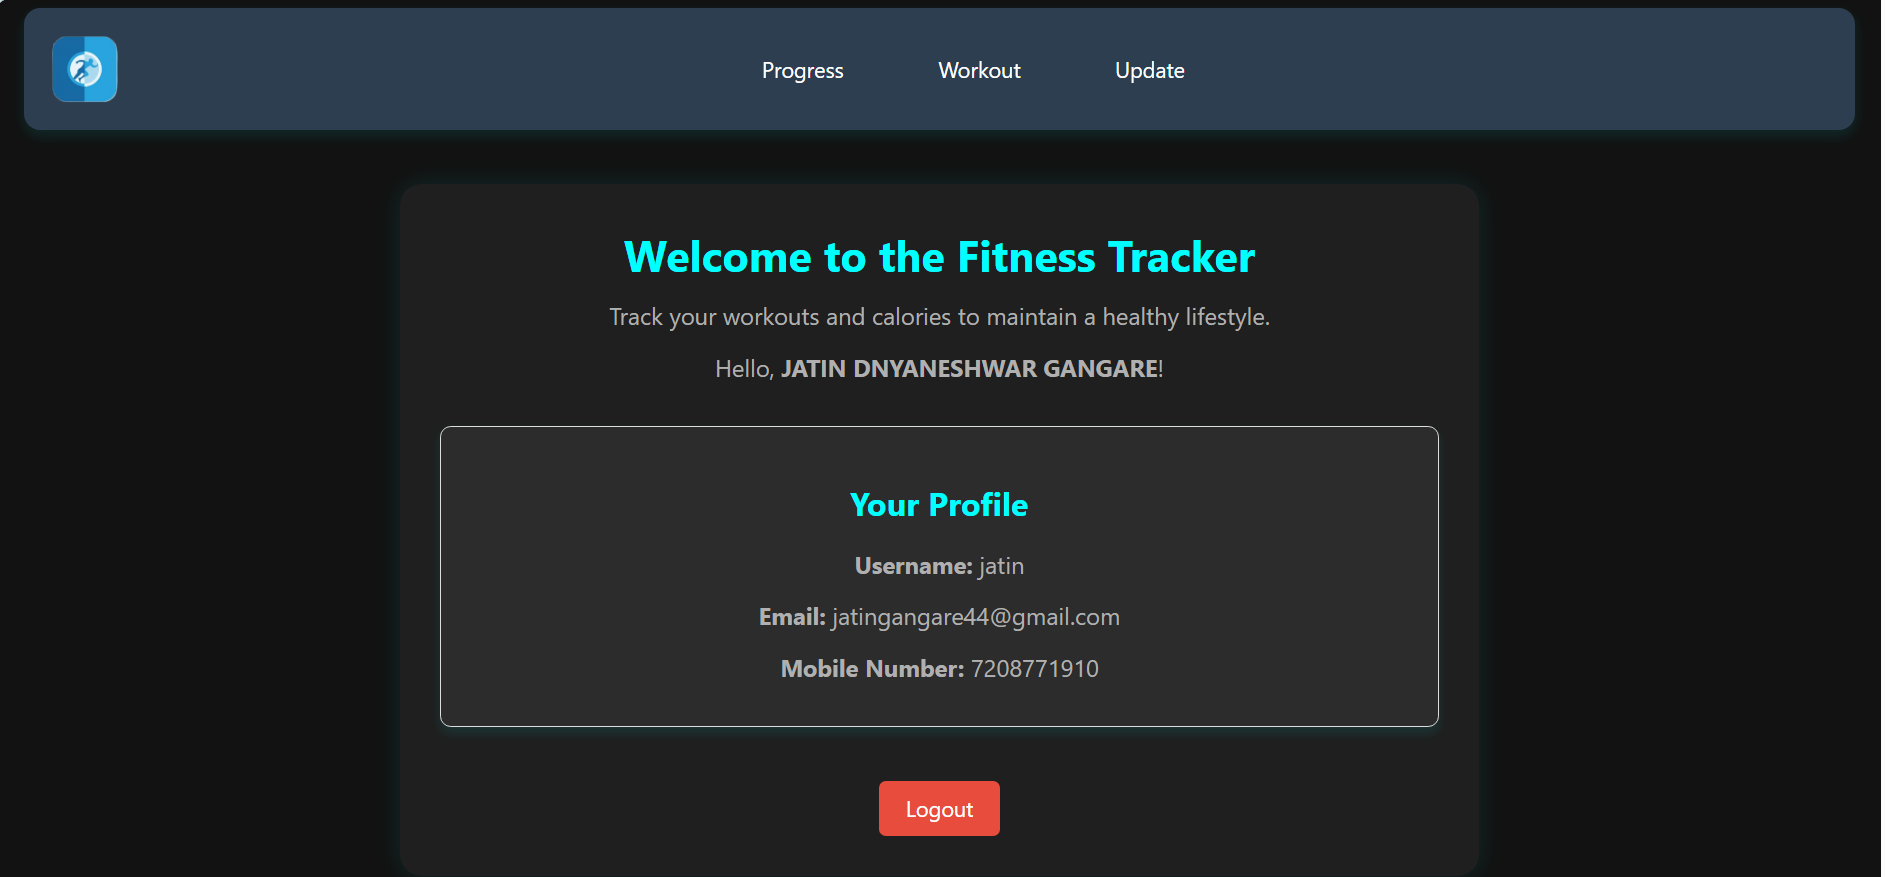 Progress Workout Update
Welcome to the Fitness Tracker
Track your workouts and calories to maintain a healthy lifestyle.
Hello, JATIN DNYANESHWAR GANGARE!
Your Profile
Username: jatin
Email: jatingangare44@gmail.com
Mobile Number: 7208771910
Logout